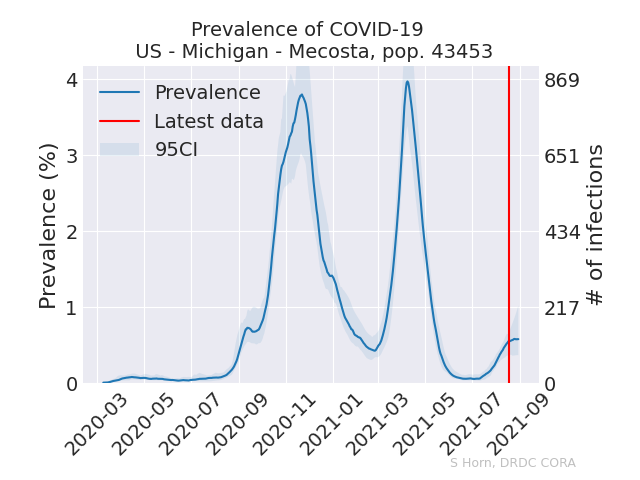 Prevalence of COVID-19
US - Michigan - Mecosta, pop. 43453
Prevalence
Latest data
95CI
Prevalence (%)
4
3
2
1
0
869
651
434
217
0
# of infections
2020-03
2020-05
2020-07
2020-09
2020-11
2021-01
2021-03
2021-05
2021-07
2021-09
S Horn, DRDC CORA